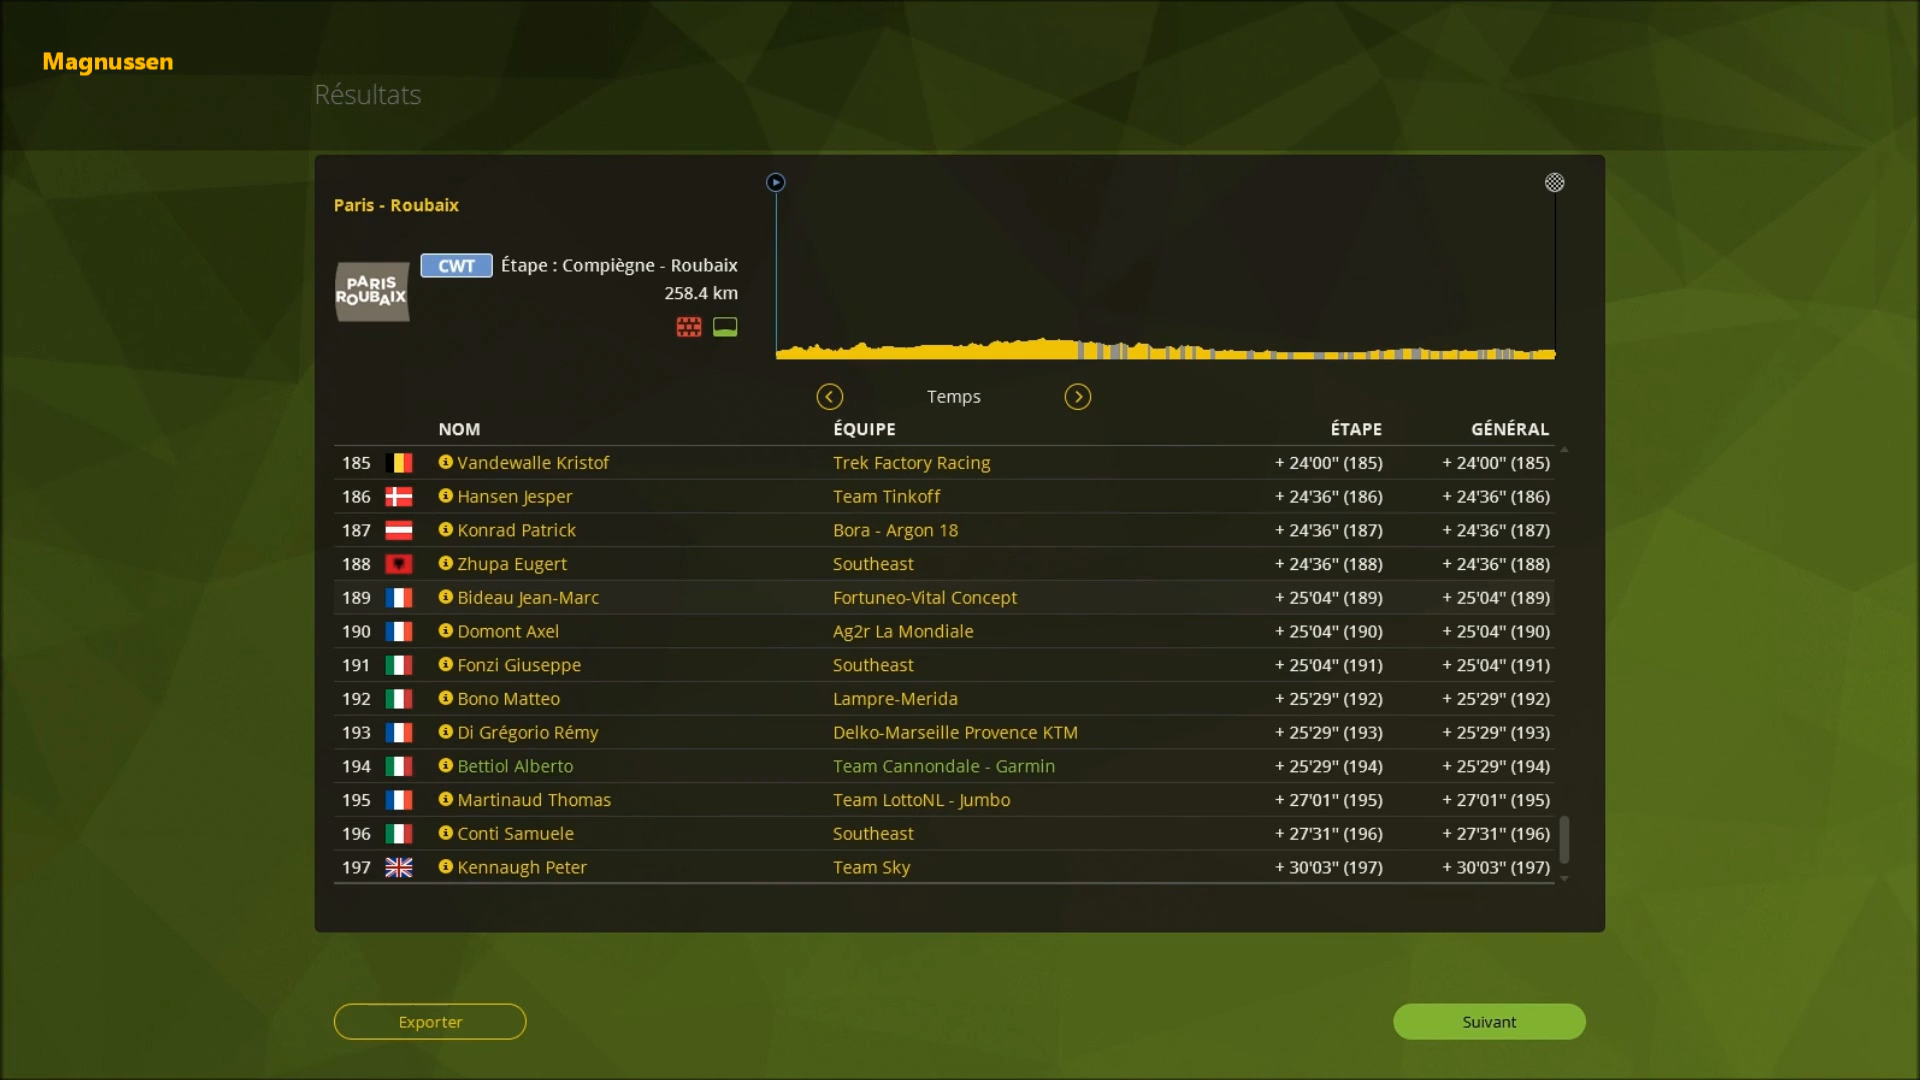 Magnussen
Résultats
Paris - Roubaix
PARIS
ROUBAIX
CWT Étape : Compiègne - Roubaix
258.4 km
Temps
NOM ÉQUIPE ÉTAPE GÉNÉRAL
185 Vandewalle Kristof Trek Factory Racing + 24'00" (185) + 24'00" (185)
186 Hansen Jesper Team Tinkoff + 24'36" (186) + 24'36" (186)
187 Konrad Patrick Bora - Argon 18 + 24'36" (187) + 24'36" (187)
188 Zhupa Eugert Southeast + 24'36" (188) + 24'36" (188)
189 Bideau Jean-Marc Fortuneo-Vital Concept + 25'04" (189) + 25'04" (189)
190 Domont Axel Ag2r La Mondiale + 25'04" (190) + 25'04" (190)
191 Fonzi Giuseppe Southeast + 25'04" (191) + 25'04" (191)
192 Bono Matteo Lampre-Merida + 25'29" (192) + 25'29" (192)
193 Di Grégorio Rémy Delko-Marseille Provence KTM + 25'29" (193) + 25'29" (193)
194 Bettiol Alberto Team Cannondale - Garmin + 25'29" (194) + 25'29" (194)
195 Martinaud Thomas Team LottoNL - Jumbo + 27'01" (195) + 27'01" (195)
196 Conti Samuele Southeast + 27'31" (196) + 27'31" (196)
197 Kennaugh Peter Team Sky + 30'03" (197) + 30'03" (197)
Exporter Suivant